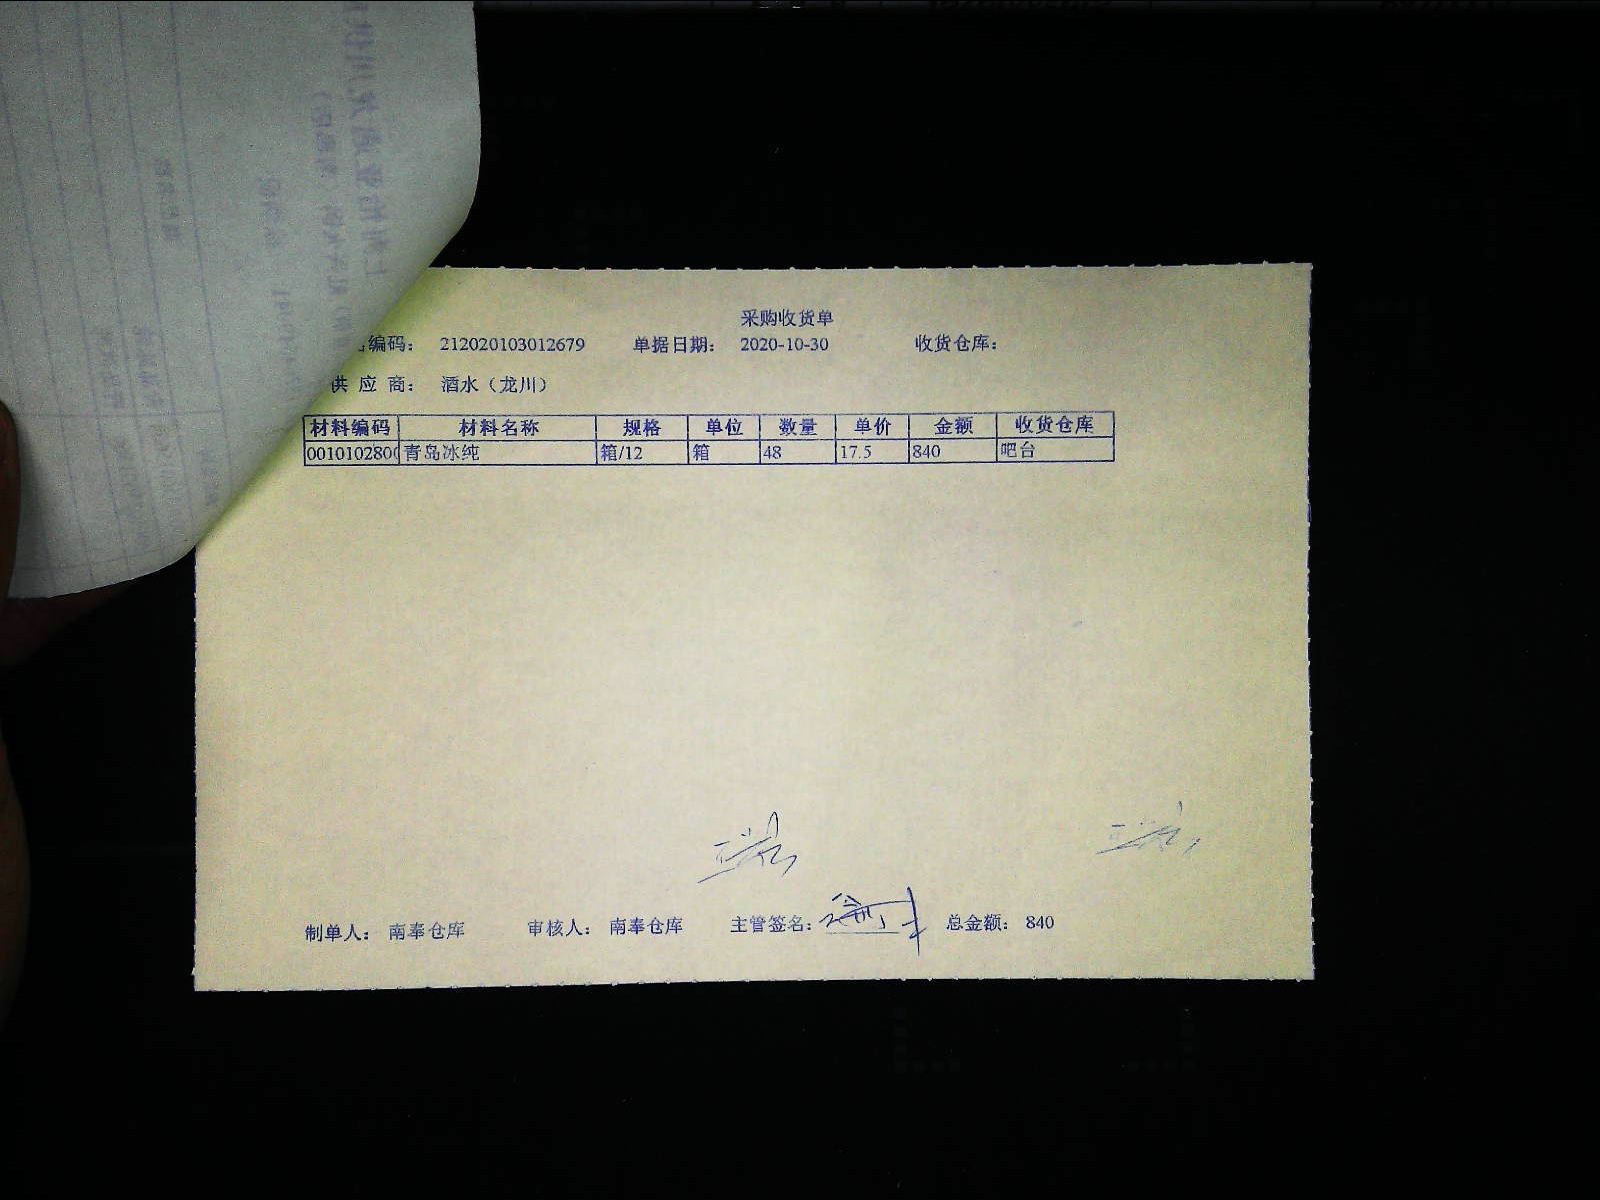 采购收货单
编码： 212020103012679 单据日期： 2020-10-30 收货仓库：
供 应 商： 酒水（龙川）
材料编码 材料名称 规格 单位 数量 单价 金额 收货仓库
0010102800 青岛冰纯 箱/12 箱 48 17.5 840 吧台
制单人： 南奉仓库 审核人： 南奉仓库 主管签名： 总金额： 840